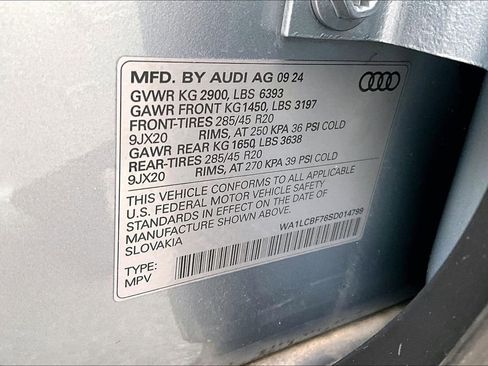 MFD. BY AUDI AG 09 24
GVWR KG 2900, LBS 6393
GAWR FRONT KG1450, LBS 3197
FRONT-TIRES 285/45 R20
9JX20 RIMS, AT 250 KPA 36 PSI COLD
GAWR REAR KG 1650, LBS 3638
REAR-TIRES 285/45 R20
9JX20 RIMS, AT 270 KPA 39 PSI COLD
THIS VEHICLE CONFORMS TO ALL APPLICABLE
U.S. FEDERAL MOTOR VEHICLE SAFETY
STANDARDS IN EFFECT ON THE DATE OF
MANUFACTURE SHOWN ABOVE.
SLOVAKIA
WA1LCBF76SD014799
TYPE:
MPV